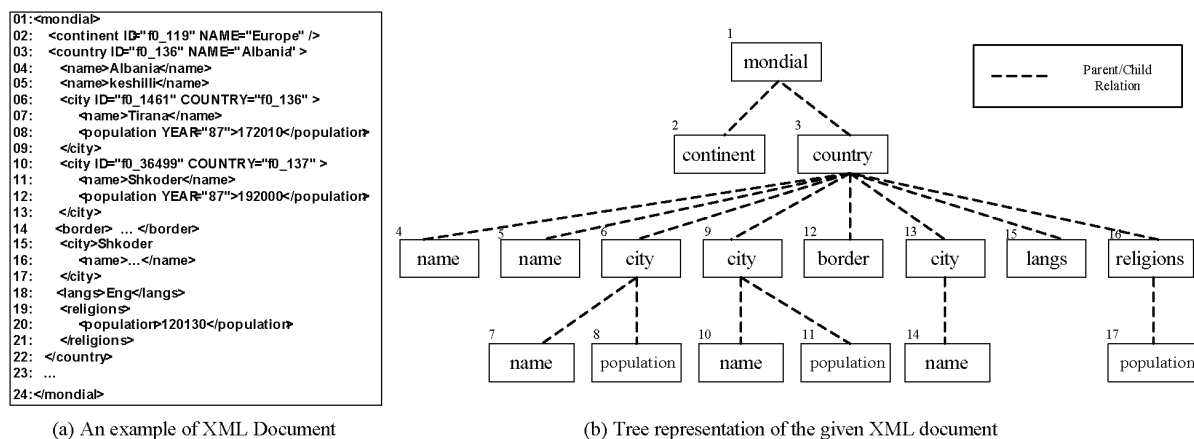 01:<mondial>
02: <continent ID="f0_119" NAME="Europe" />
03: <country ID="f0_136" NAME="Albania" >
04: <name>Albania</name>
05: <name>keshilli</name>
06: <city ID="f0_1461" COUNTRY="f0_136" >
07: <name>Tirana</name>
08: <population YEAR="87">172010</population>
09: </city>
10: <city ID="f0_36499" COUNTRY="f0_137" >
11: <name>Shkoder</name>
12: <population YEAR="87">192000</population>
13: </city>
14 <border> ... </border>
15: <city>Shkoder
16: <name>...</name>
17: </city>
18: <langs>Eng</langs>
19: <religions>
20: <population>120130</population>
21: </religions>
22: </country>
23: ...
24:</mondial>
(a) An example of XML Document
1
mondial
Parent/Child
Relation
2 3
continent country
4 5 6 9 12 13 15 16
name name city city border city langs religions
7 8 10 11 14 17
name population name population name population
(b) Tree representation of the given XML document